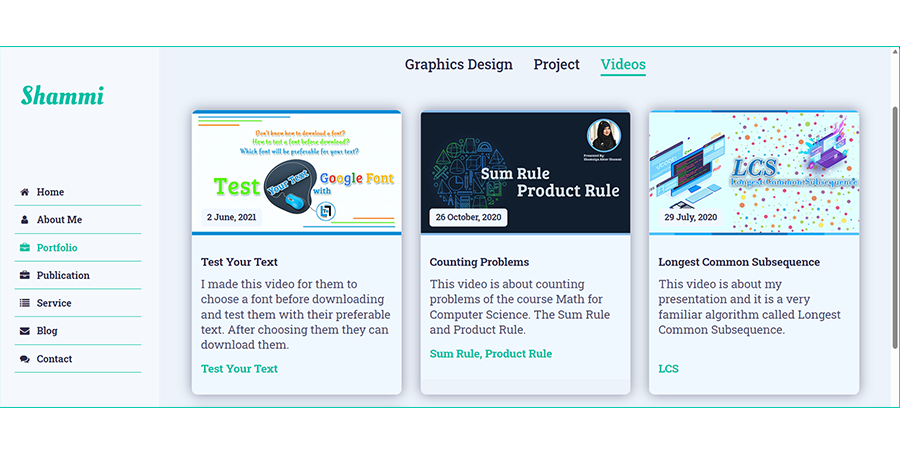 Shammi
Home
About Me
Portfolio
Publication
Service
Blog
Contact
Graphics Design
Project
Videos
Don't know how to download a font?
How to test a font before download?
Which font will be preferable for your text?
Test
Your Text
with
Google Font
2 June, 2021
Test Your Text
I made this video for them to
choose a font before downloading
and test them with their preferable
text. After choosing them they can
download them.
Test Your Text
Presented By
Sum Rule
Product Rule
26 October, 2020
Counting Problems
This video is about counting
problems of the course Math for
Computer Science. The Sum Rule
and Product Rule.
Sum Rule, Product Rule
LCS
Longest Common Subsequence
29 July, 2020
Longest Common Subsequence
This video is about my
presentation and it is a very
familiar algorithm called Longest
Common Subsequence.
LCS